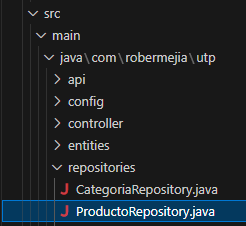 src
main
java\com\robermejia\utp
api
config
controller
entities
repositories
J CategoriaRepository.java
J ProductoRepository.java